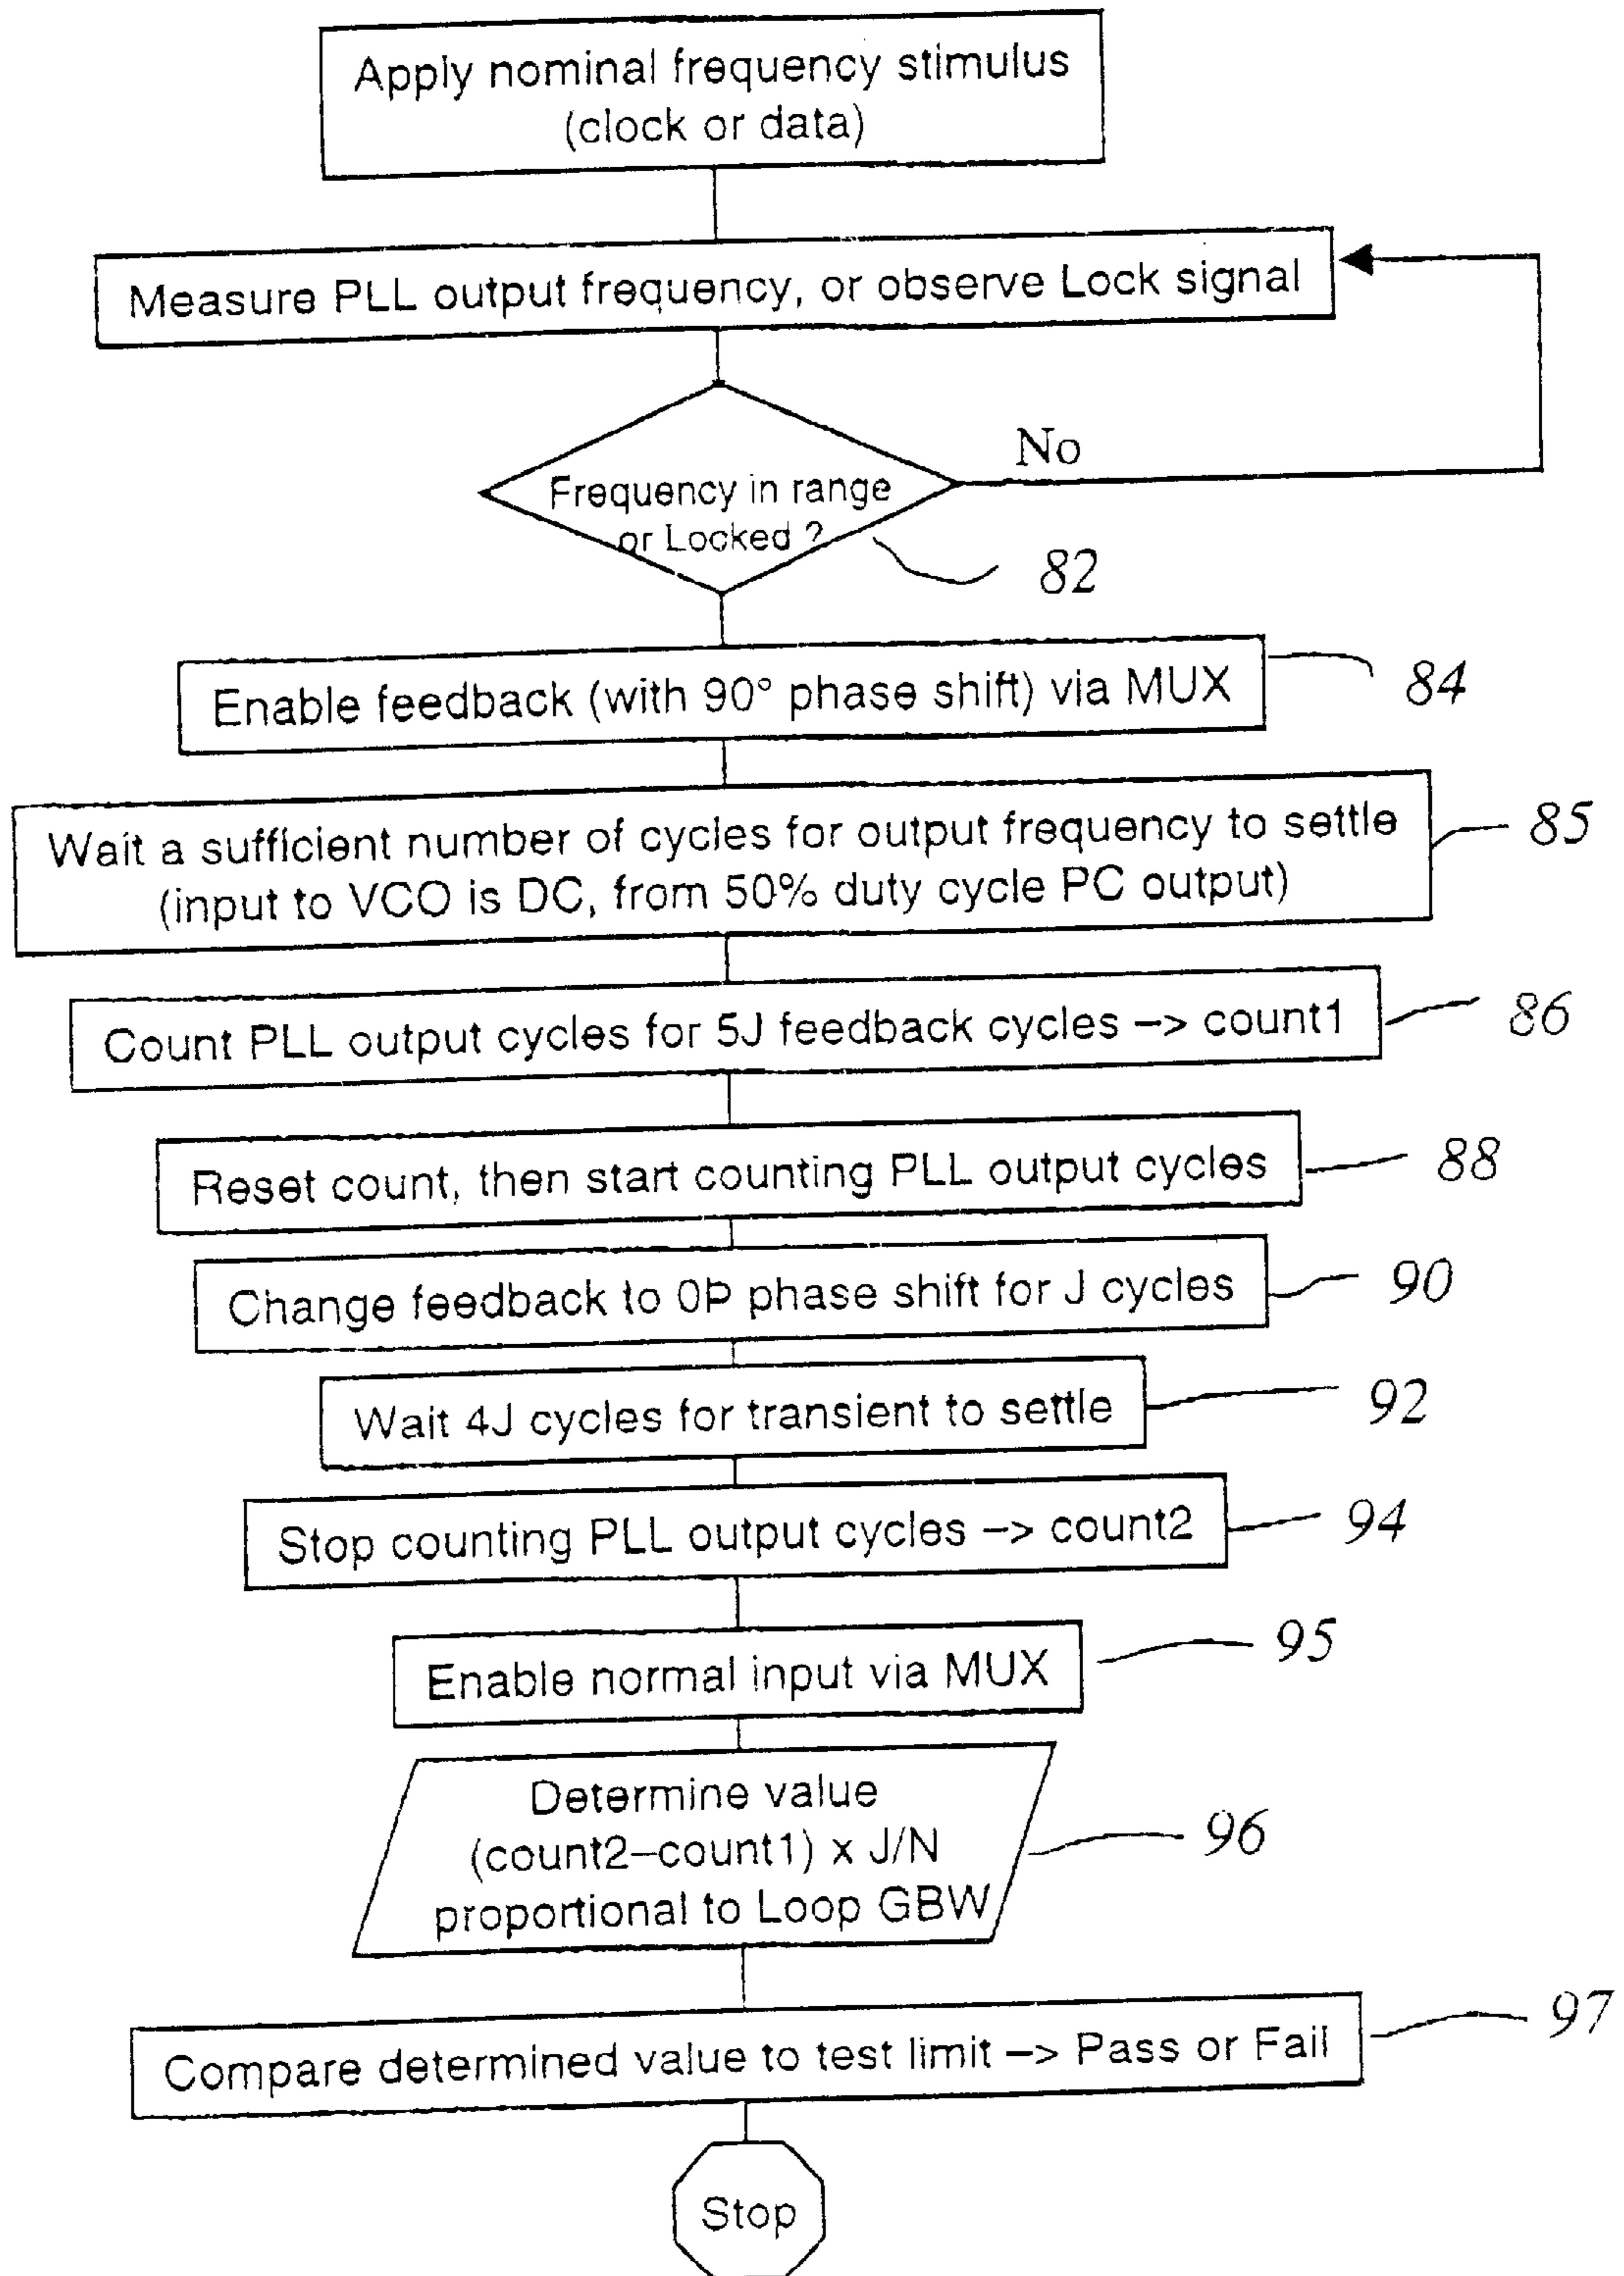 Apply nominal frequency stimulus
(clock or data)
Measure PLL output frequency, or observe Lock signal
No
Frequency in range
or Locked ?
82
Enable feedback (with 90° phase shift) via MUX
84
Wait a sufficient number of cycles for output frequency to settle
(input to VCO is DC, from 50% duty cycle PC output)
85
Count PLL output cycles for 5J feedback cycles –> count1
86
Reset count, then start counting PLL output cycles
88
Change feedback to 0Þ phase shift for J cycles
90
Wait 4J cycles for transient to settle
92
Stop counting PLL output cycles –> count2
94
Enable normal input via MUX
95
Determine value
(count2–count1) x J/N
proportional to Loop GBW
96
Compare determined value to test limit –> Pass or Fail
97
Stop